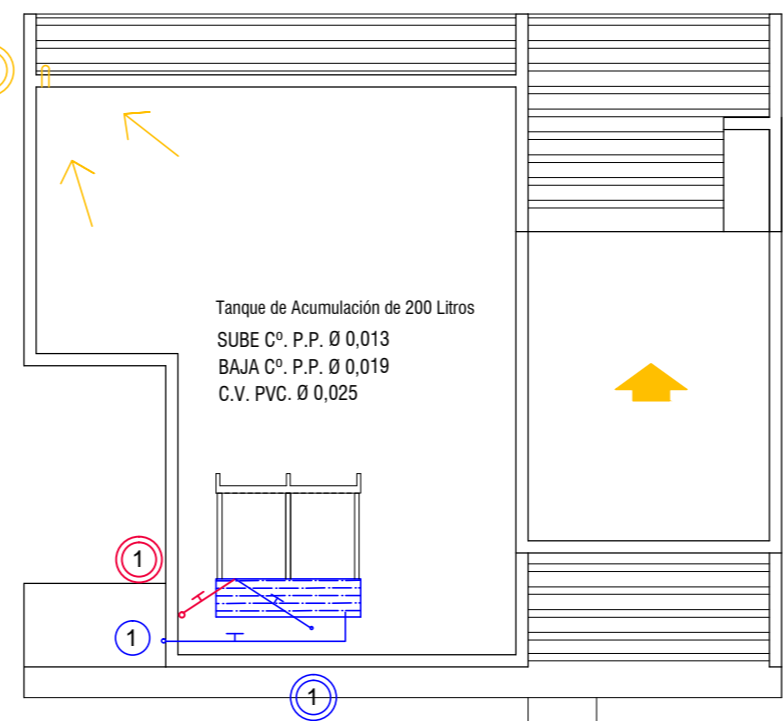 Tanque de Acumulación de 200 Litros
SUBE Cº. P.P. Ø 0,013
BAJA Cº. P.P. Ø 0,019
C.V. PVC. Ø 0,025
1
1
1